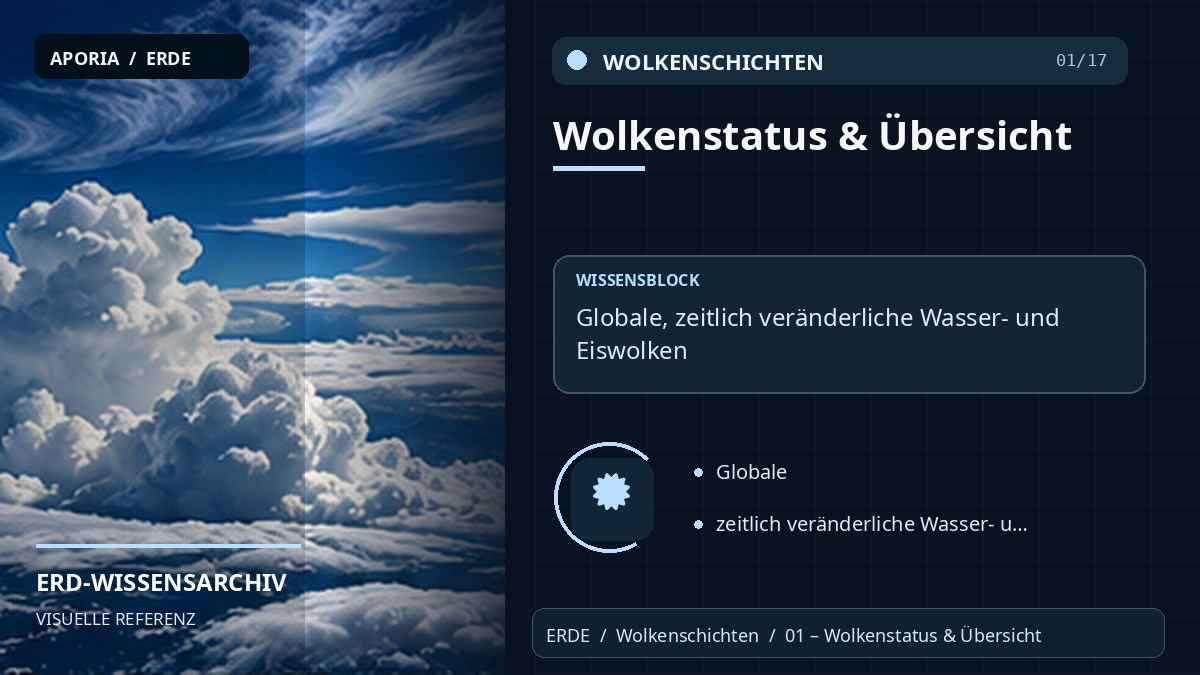 APORIA / ERDE
WOLKENSCHICHTEN
01/17
Wolkenstatus & Übersicht
WISSENSBLOCK
Globale, zeitlich veränderliche Wasser- und
Eiswolken
Globale
zeitlich veränderliche Wasser- u...
ERD-WISSENSARCHIV
VISUELLE REFERENZ
ERDE / Wolkenschichten / 01 – Wolkenstatus & Übersicht